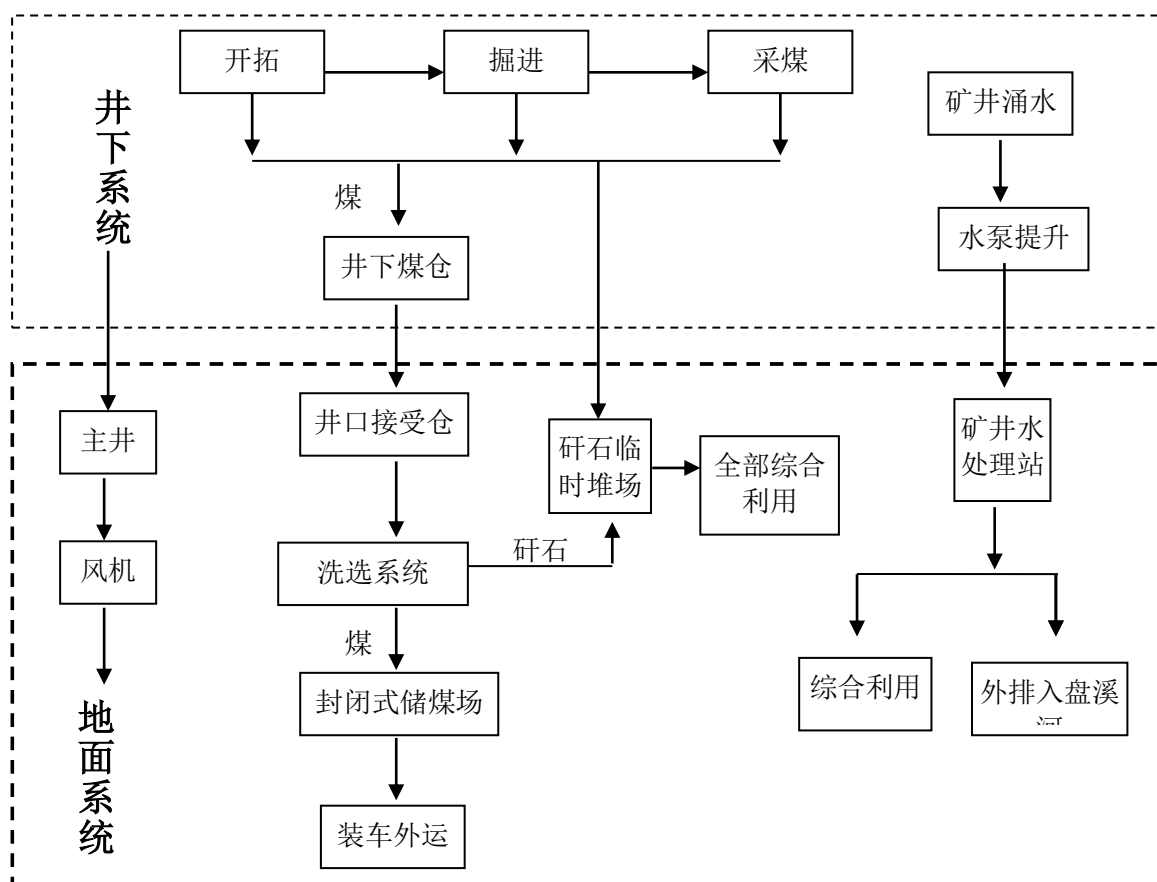 开拓
掘进
采煤
矿井涌水
井下系统
煤
水泵提升
井下煤仓
主井
井口接受仓
矸石临
时堆场
全部综合
利用
矿井水
处理站
风机
洗选系统
矸石
煤
综合利用
外排入盘溪
河
封闭式储煤场
地面系统
装车外运